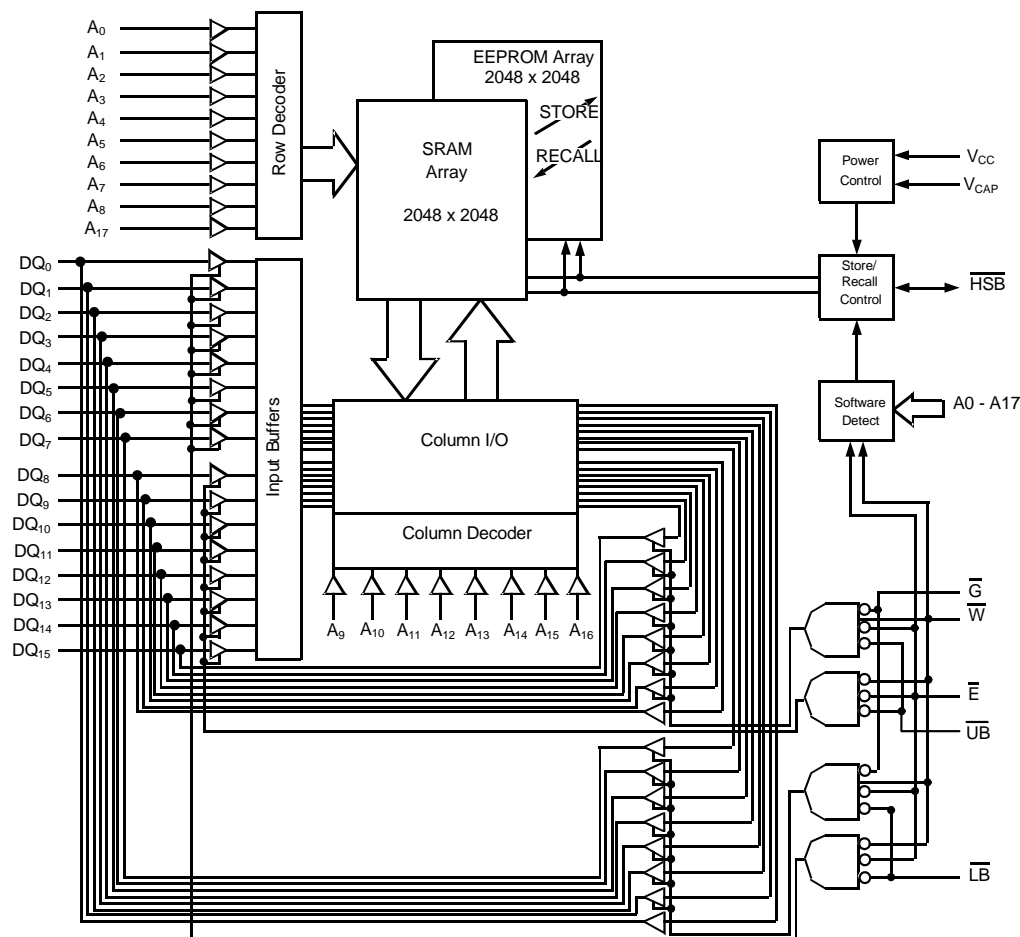 A0
A1
A2
A3
A4
A5
A6
A7
A8
A17
Row Decoder
EEPROM Array
2048 x 2048
STORE
RECALL
SRAM
Array
2048 x 2048
Power
Control
VCC
VCAP
Store/
Recall
Control
HSB
Software
Detect
A0 - A17
DQ0
DQ1
DQ2
DQ3
DQ4
DQ5
DQ6
DQ7
DQ8
DQ9
DQ10
DQ11
DQ12
DQ13
DQ14
DQ15
Input Buffers
Column I/O
Column Decoder
A9 A10 A11 A12 A13 A14 A15 A16
G
W
E
UB
LB